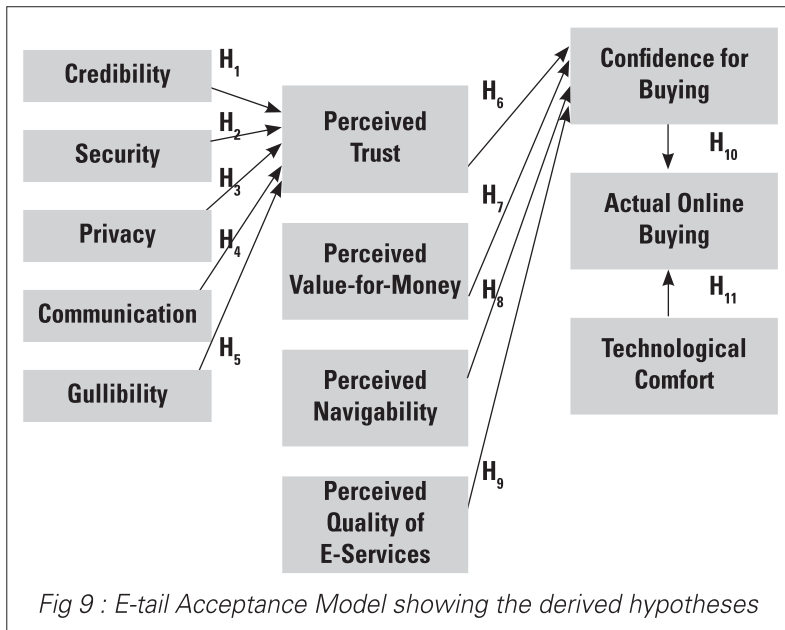 Credibility
Security
Privacy
Communication
Gullibility
H1
H2
H3
H4
H5
Perceived
Trust
Perceived
Value-for-Money
Perceived
Navigability
Perceived
Quality of
E-Services
H6
H7
H8
H9
Confidence for
Buying
H10
Actual Online
Buying
H11
Technological
Comfort
Fig 9 : E-tail Acceptance Model showing the derived hypotheses